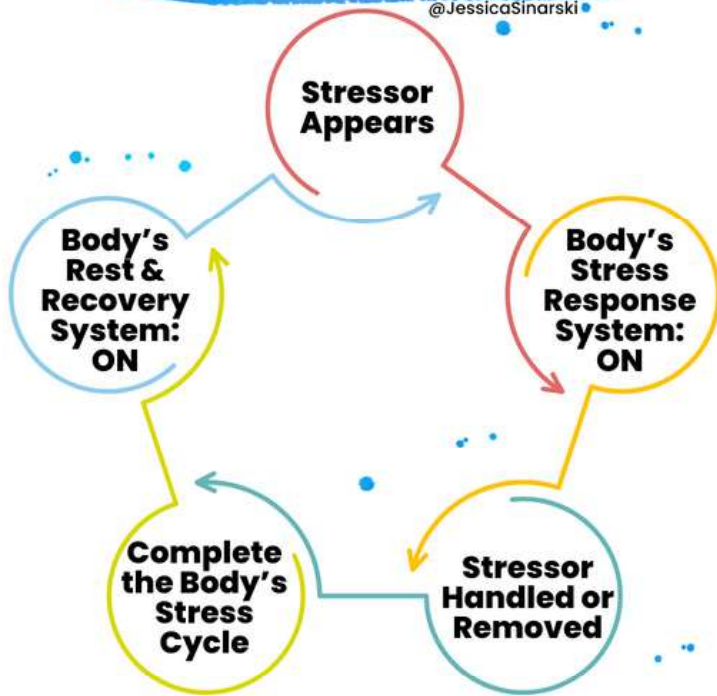 @JessicaSinarski
Stressor
Appears
Body's
Stress
Response
System:
ON
Stressor
Handled or
Removed
Complete
the Body's
Stress
Cycle
Body's
Rest &
Recovery
System:
ON